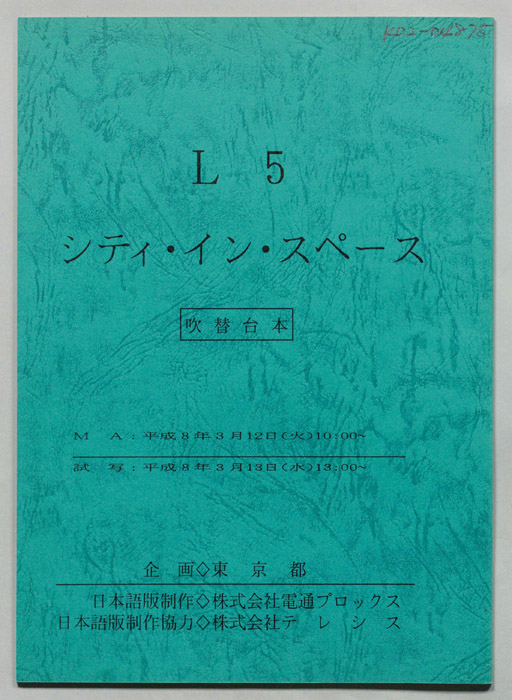 L 5
シティ・イン・スペース
吹替台本
M A:平成8年3月12日(火)10:00~
試 写:平成8年3月13日(水)13:00~
企 画◇東 京 都
日本語版制作◇株式会社電通プロックス
日本語版制作協力◇株式会社テレシス